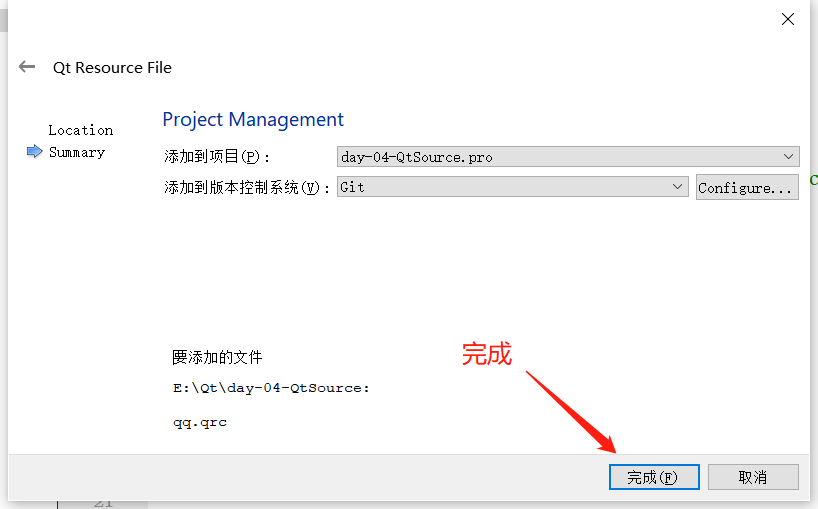 Qt Resource File
Location
Summary
Project Management
添加到项目(P):
day-04-QtSource.pro
添加到版本控制系统(V):
Git
Configure...
c
要添加的文件
E:\Qt\day-04-QtSource:
qq.qrc
完成
完成(F)
取消
21